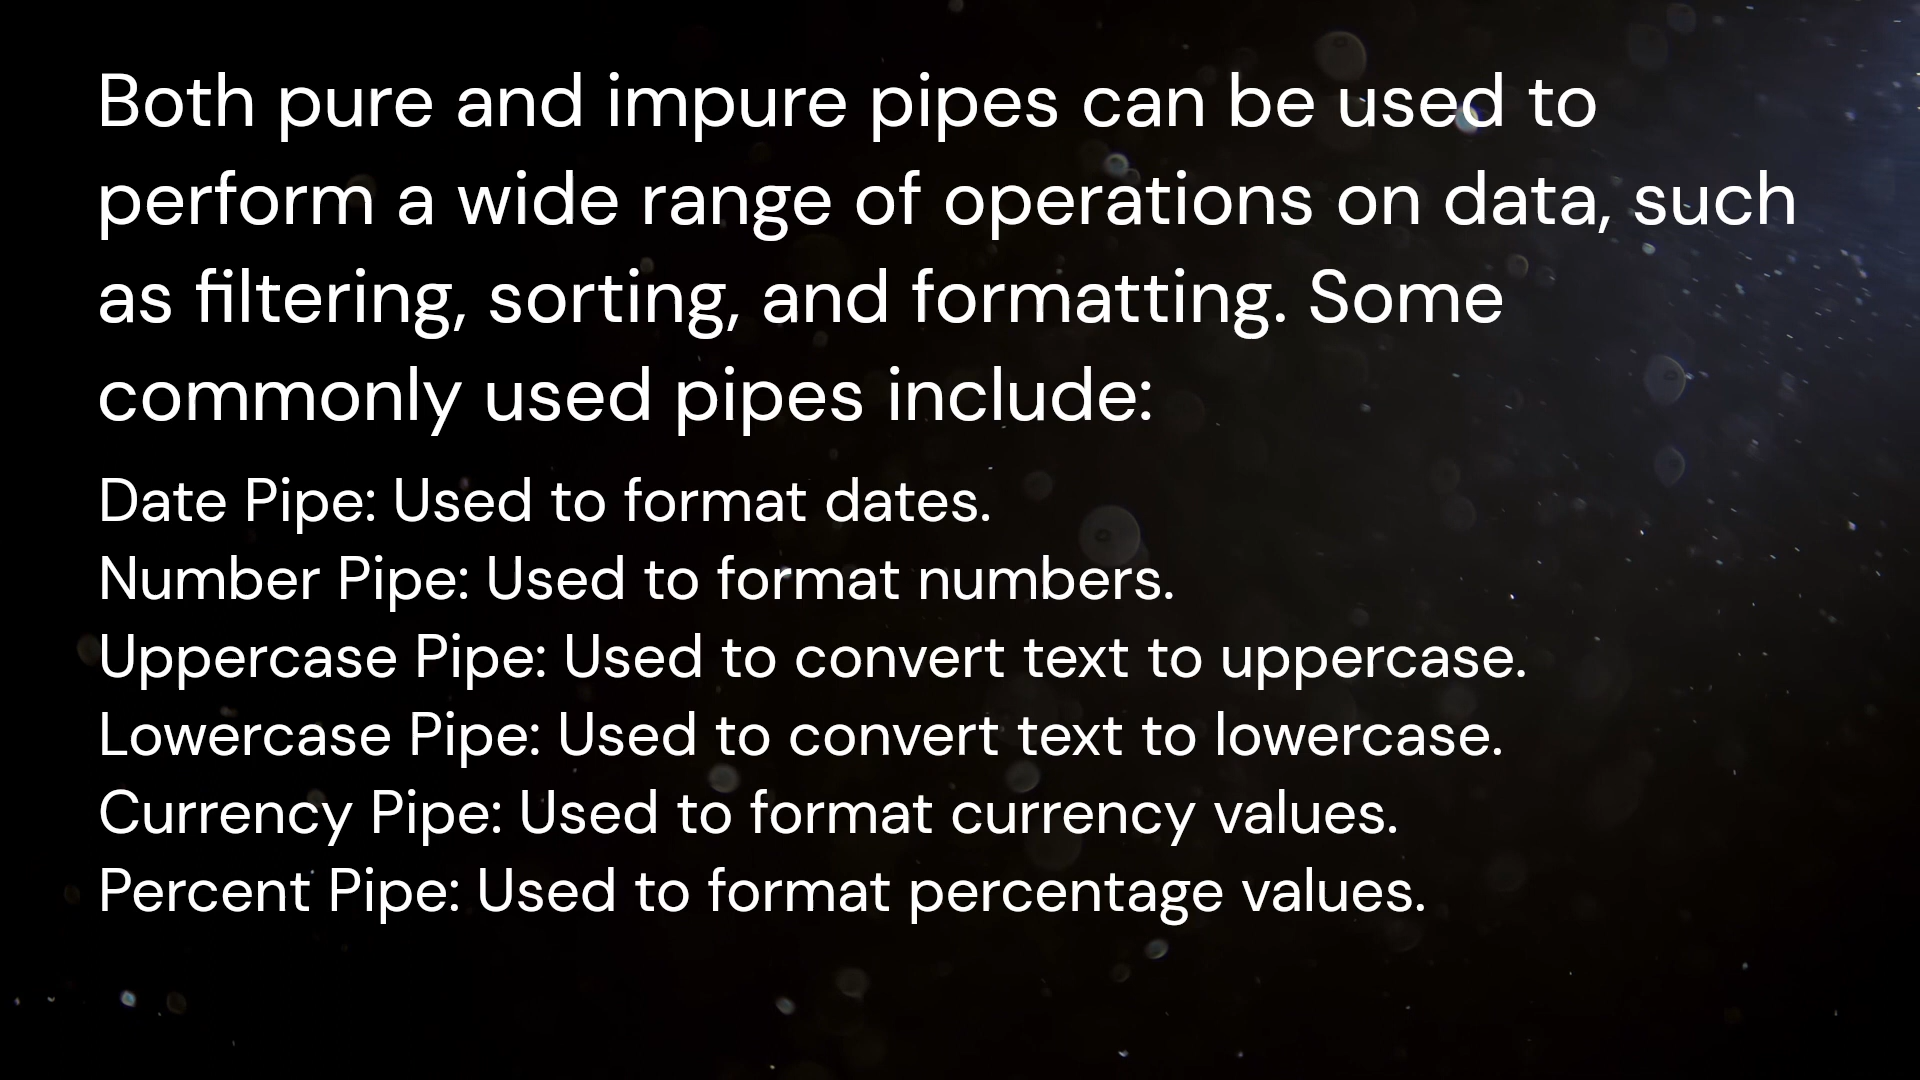 Both pure and impure pipes can be used to
perform a wide range of operations on data, such
as filtering, sorting, and formatting. Some
commonly used pipes include:
Date Pipe: Used to format dates.
Number Pipe: Used to format numbers.
Uppercase Pipe: Used to convert text to uppercase.
Lowercase Pipe: Used to convert text to lowercase.
Currency Pipe: Used to format currency values.
Percent Pipe: Used to format percentage values.